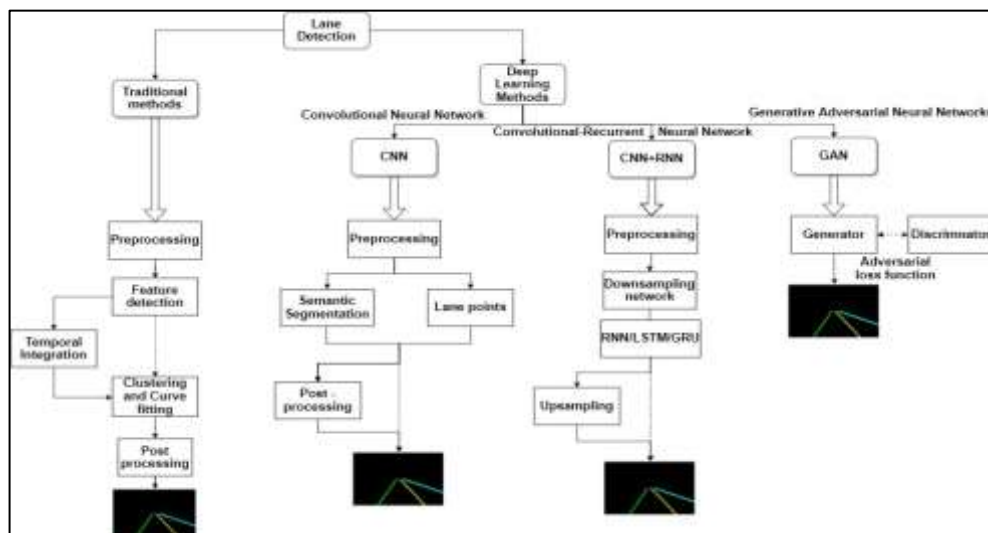 Lane
Detection
Traditional
methods
Deep
Learning
Methods
Convolutional Neural Network
Convolutional-Recurrent Neural Network
Generative Adversarial Neural Networks
CNN
CNN+RNN
GAN
Preprocessing
Preprocessing
Preprocessing
Generator
Discriminator
Adversarial
loss function
Feature
detection
Semantic
Segmentation
Lane points
Downsampling
network
Temporal
Integration
RNN/LSTM/GRU
Clustering
and Curve
fitting
Post -
processing
Upsampling
Post
processing